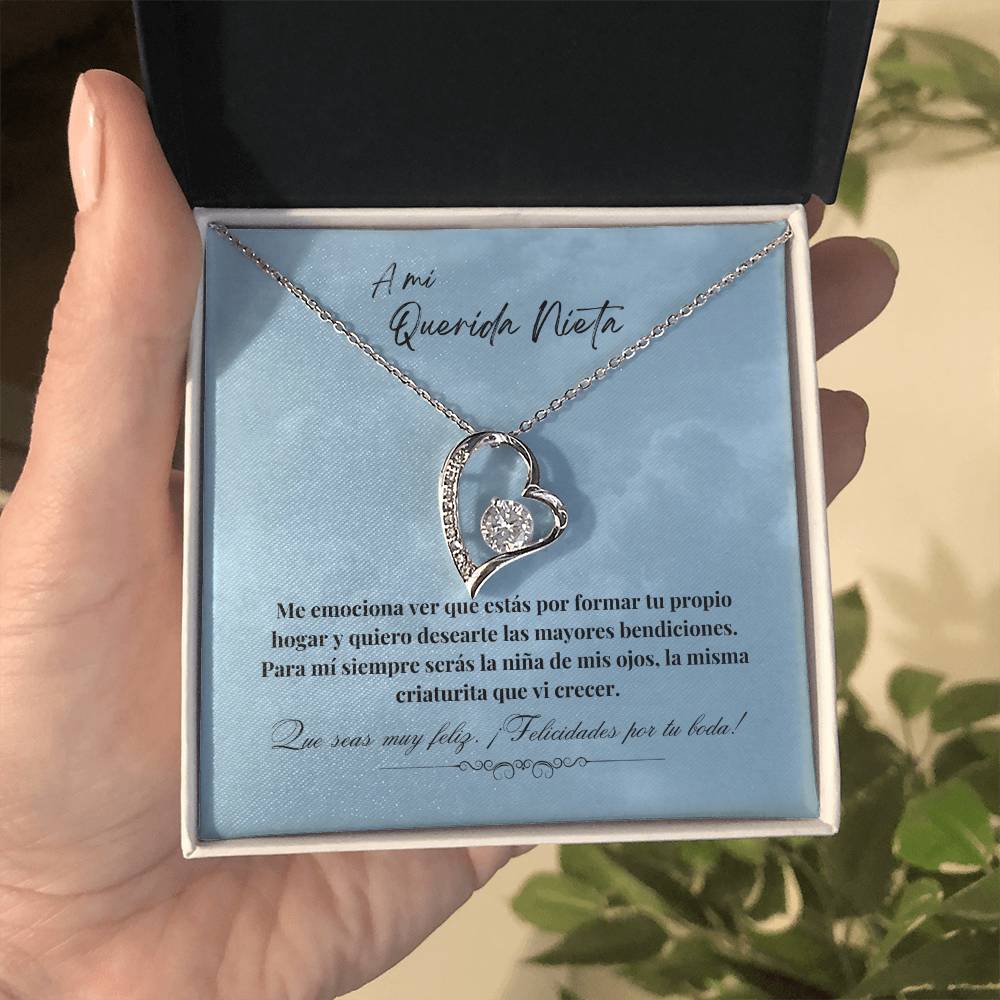 A mi
Querida Nieta
Me emociona ver que estás por formar tu propio
hogar y quiero desearte las mayores bendiciones.
Para mí siempre serás la niña de mis ojos, la misma
criaturita que vi crecer.
Que seas muy feliz. ¡Felicidades por tu boda!